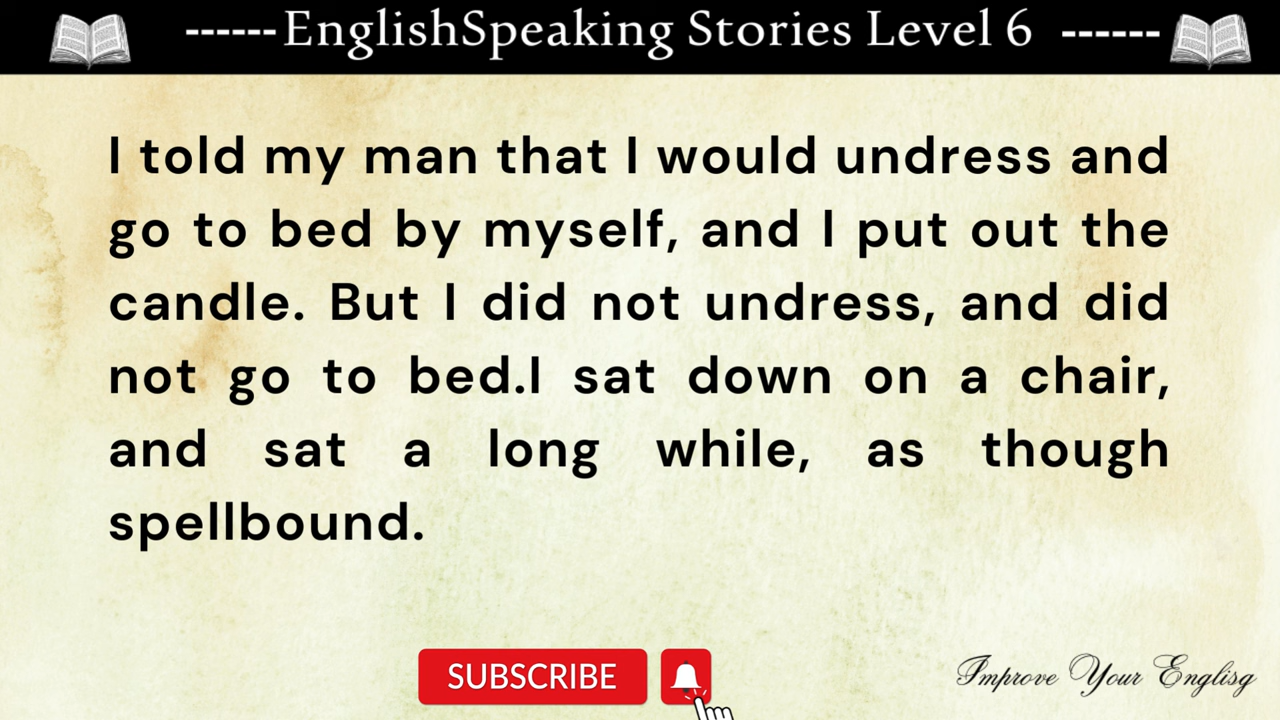 ------EnglishSpeaking Stories Level 6 ------
I told my man that I would undress and
go to bed by myself, and I put out the
candle. But I did not undress, and did
not go to bed.I sat down on a chair,
and sat a long while, as though
spellbound.
SUBSCRIBE
Improve Your Englisg